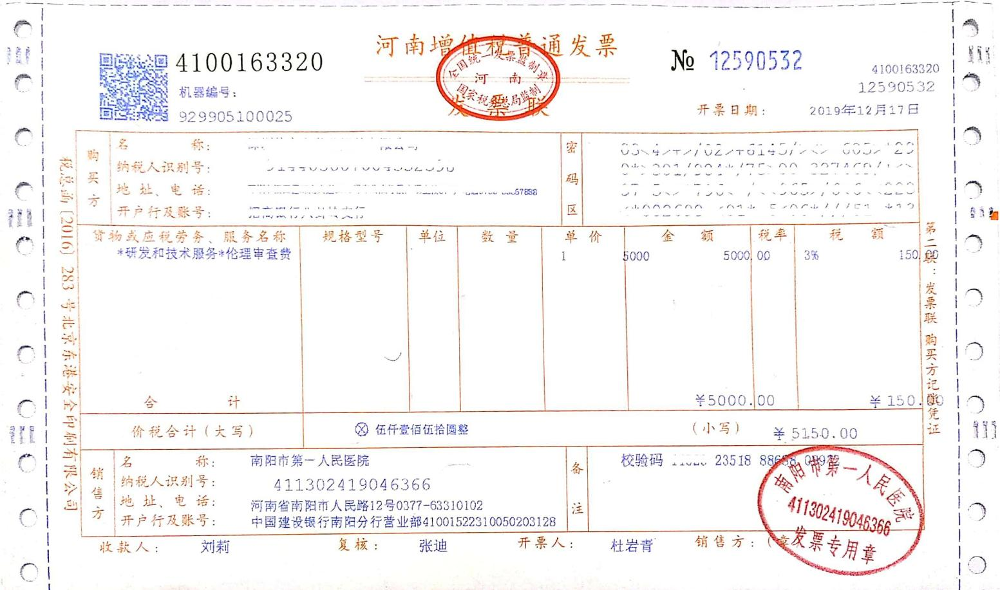 河南增值税普通发票
发票联
全国统一发票监制章
河南
国家税务总局监制
4100163320
机器编号:
929905100025
№ 12590532
4100163320
12590532
开票日期: 2019年12月17日
税总函〔2016〕283号北京东港安全印刷有限公司
购买方
名称:
纳税人识别号:
地址、电话:
开户行及账号:
密码区
货物或应税劳务、服务名称 规格型号 单位 数量 单价 金额 税率 税额
*研发和技术服务*伦理审查费 1 5000 5000.00 3% 150.00
合计 ¥5000.00 ¥150.00
价税合计(大写) ⊗ 伍仟壹佰伍拾圆整 (小写) ¥5150.00
第二联:发票联 购买方记账凭证
销售方
名称: 南阳市第一人民医院
纳税人识别号: 411302419046366
地址、电话: 河南省南阳市人民路12号0377-63310102
开户行及账号: 中国建设银行南阳分行营业部41001522310050203128
备注
校验码 23518
收款人: 刘莉 复核: 张迪 开票人: 杜岩青 销售方:(章
南阳市第一人民医院
411302419046366
发票专用章